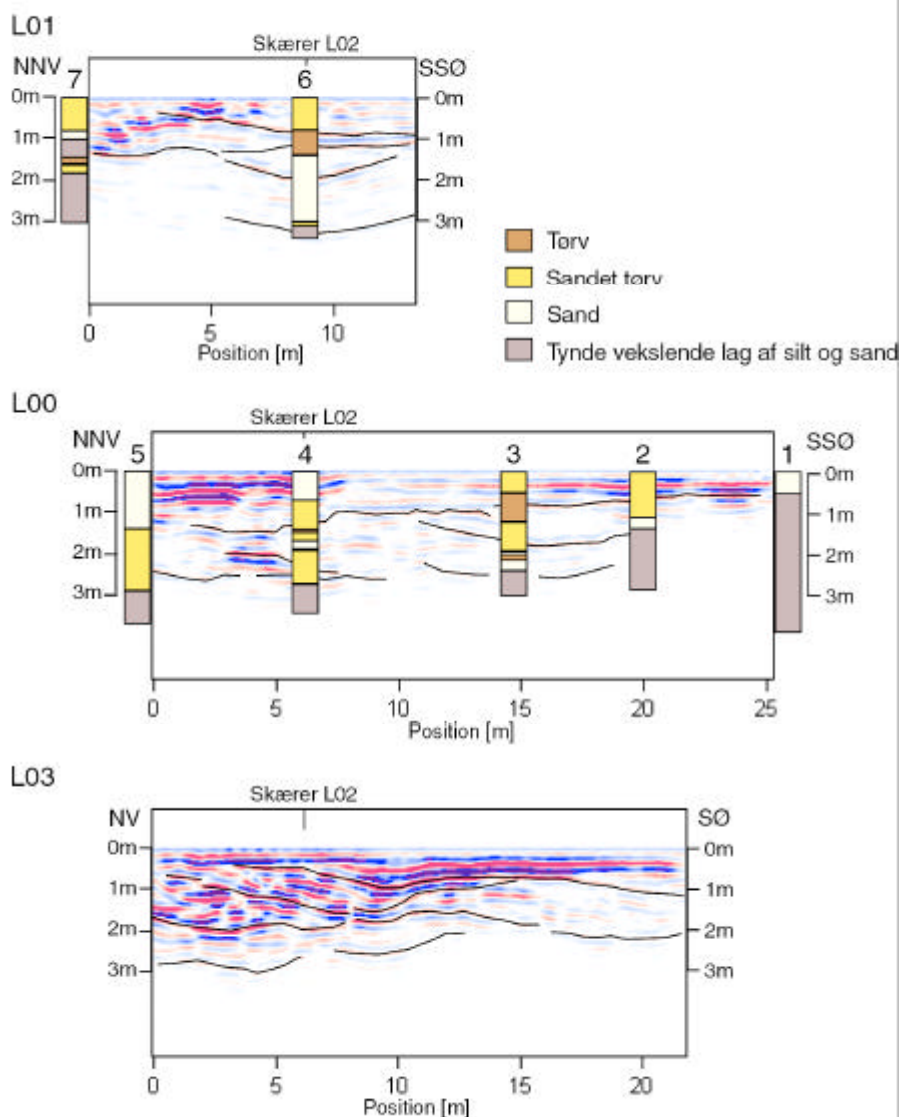 L01
Skærer L02
NNV
7
6
SSØ
0m
1m
2m
3m
0m
1m
2m
3m
0
5
10
Position [m]
Tørv
Sandet tørv
Sand
Tynde vekslende lag af silt og sand
L00
Skærer L02
NNV
5
4
3
2
1
SSØ
0m
1m
2m
3m
0m
1m
2m
3m
0
5
10
15
20
25
Position [m]
L03
Skærer L02
NV
SØ
0m
1m
2m
3m
0m
1m
2m
3m
0
5
10
15
20
Position [m]